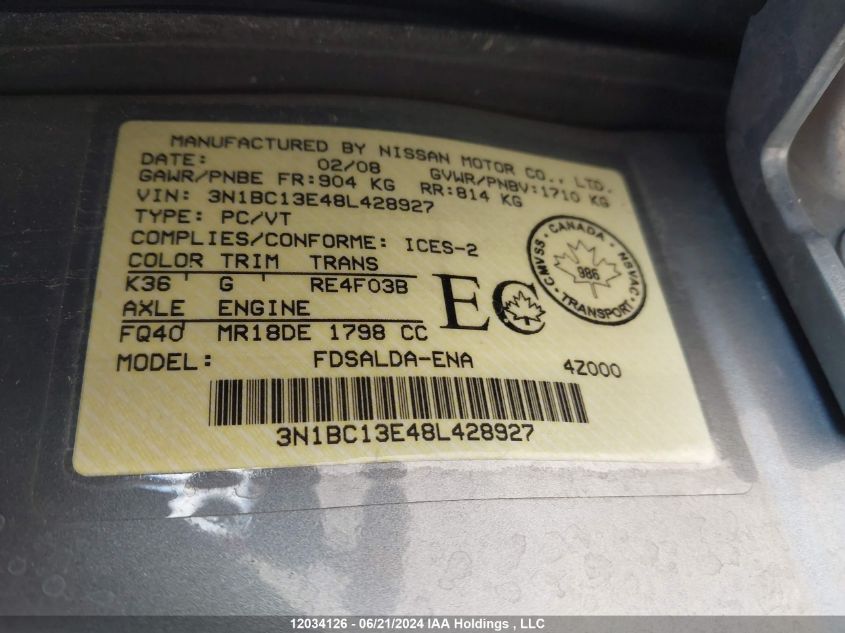 MANUFACTURED BY NISSAN MOTOR CO., LTD.
DATE: 02/08 GVWR/PNBV:1710 KG
GAWR/PNBE FR:904 KG RR:814 KG
VIN: 3N1BC13E48L428927
TYPE: PC/VT
COMPLIES/CONFORME: ICES-2
COLOR TRIM TRANS
K36 G RE4F03B
AXLE ENGINE
FQ40 MR18DE 1798 CC
MODEL: FDSALDA-ENA 4Z000
EC
CANADA
CMVSS
NSVAC
986
TRANSPORT
3N1BC13E48L428927
12034126 - 06/21/2024 IAA Holdings , LLC